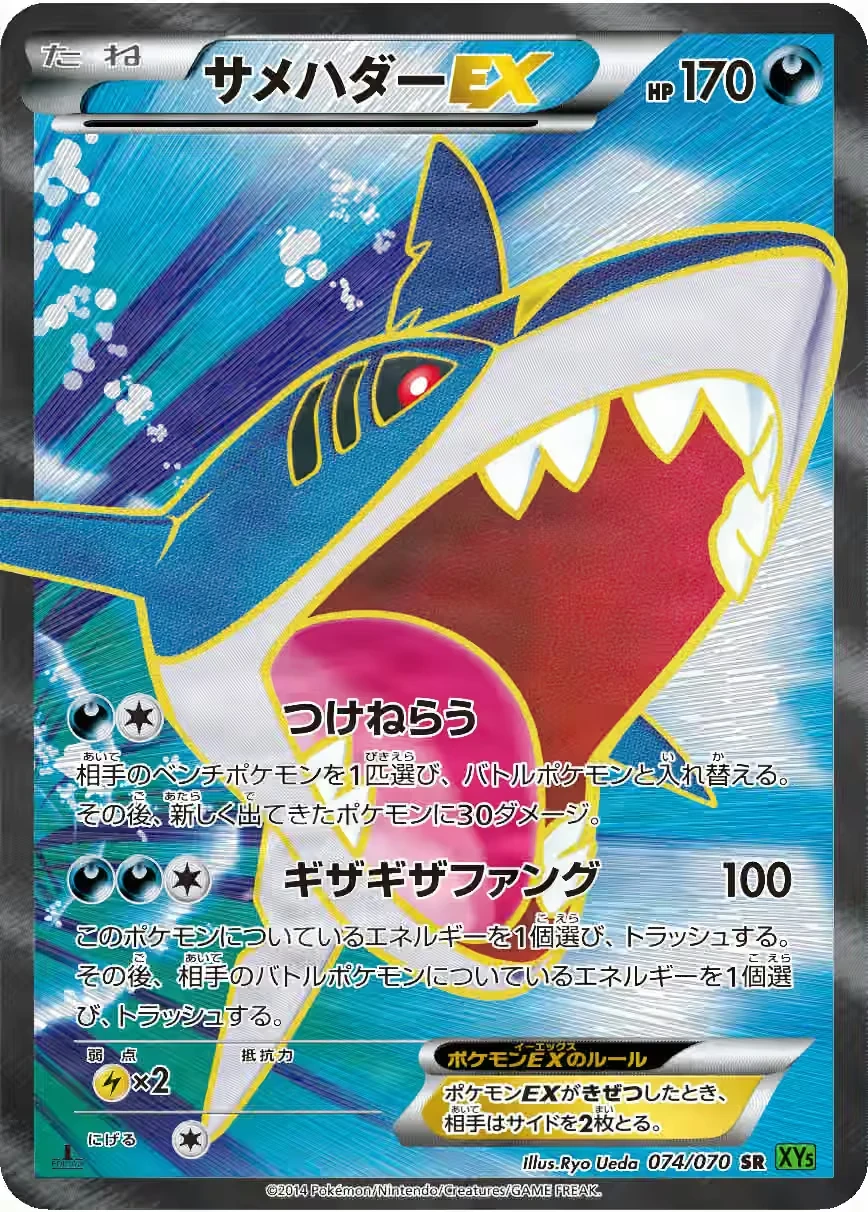 たね
サメハダーEX
HP 170
つけねらう
相手のベンチポケモンを1匹選び、バトルポケモンと入れ替える。
その後、新しく出てきたポケモンに30ダメージ。
ギザギザファング 100
このポケモンについているエネルギーを1個選び、トラッシュする。
その後、相手のバトルポケモンについているエネルギーを1個選
び、トラッシュする。
弱点 抵抗力
×2
にげる
ポケモンEXのルール
ポケモンEXがきぜつしたとき、
相手はサイドを2枚とる。
1 EDITION
Illus.Ryo Ueda 074/070 SR XY5
©2014 Pokémon/Nintendo/Creatures/GAME FREAK.